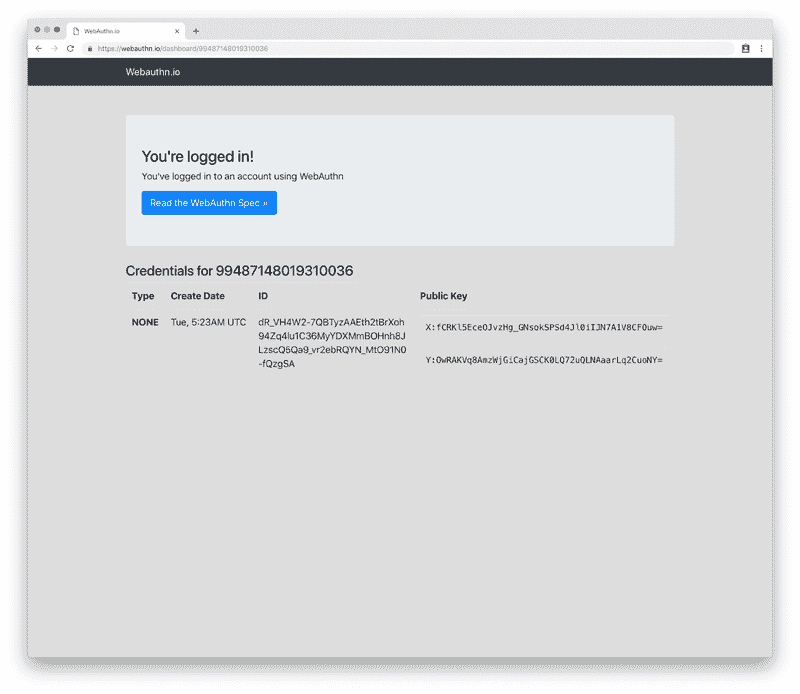 Webauthn.io
https://webauthn.io/dashboard/99487148019310036
Webauthn.io
You're logged in!
You've logged in to an account using WebAuthn
Read the WebAuthn Spec »
Credentials for 99487148019310036
Type Create Date ID Public Key
NONE Tue, 5:23AM UTC dR_VH4W2-7QBTyzAAEth2tBrXoh
94Zq4lu1C36MyYDXMmBOHnh8J
LzscQ5Qa9_vr2ebRQYN_MtO91N0
-fQzgSA
X:fCRKl5EceOJvzHg_GNsokSPSd4Jl0iIJN7A1V8CFQuw=
Y:OwRAKVq8AmzWjGiCajGSCK0LQ72uQLNAaarLq2CuoNY=